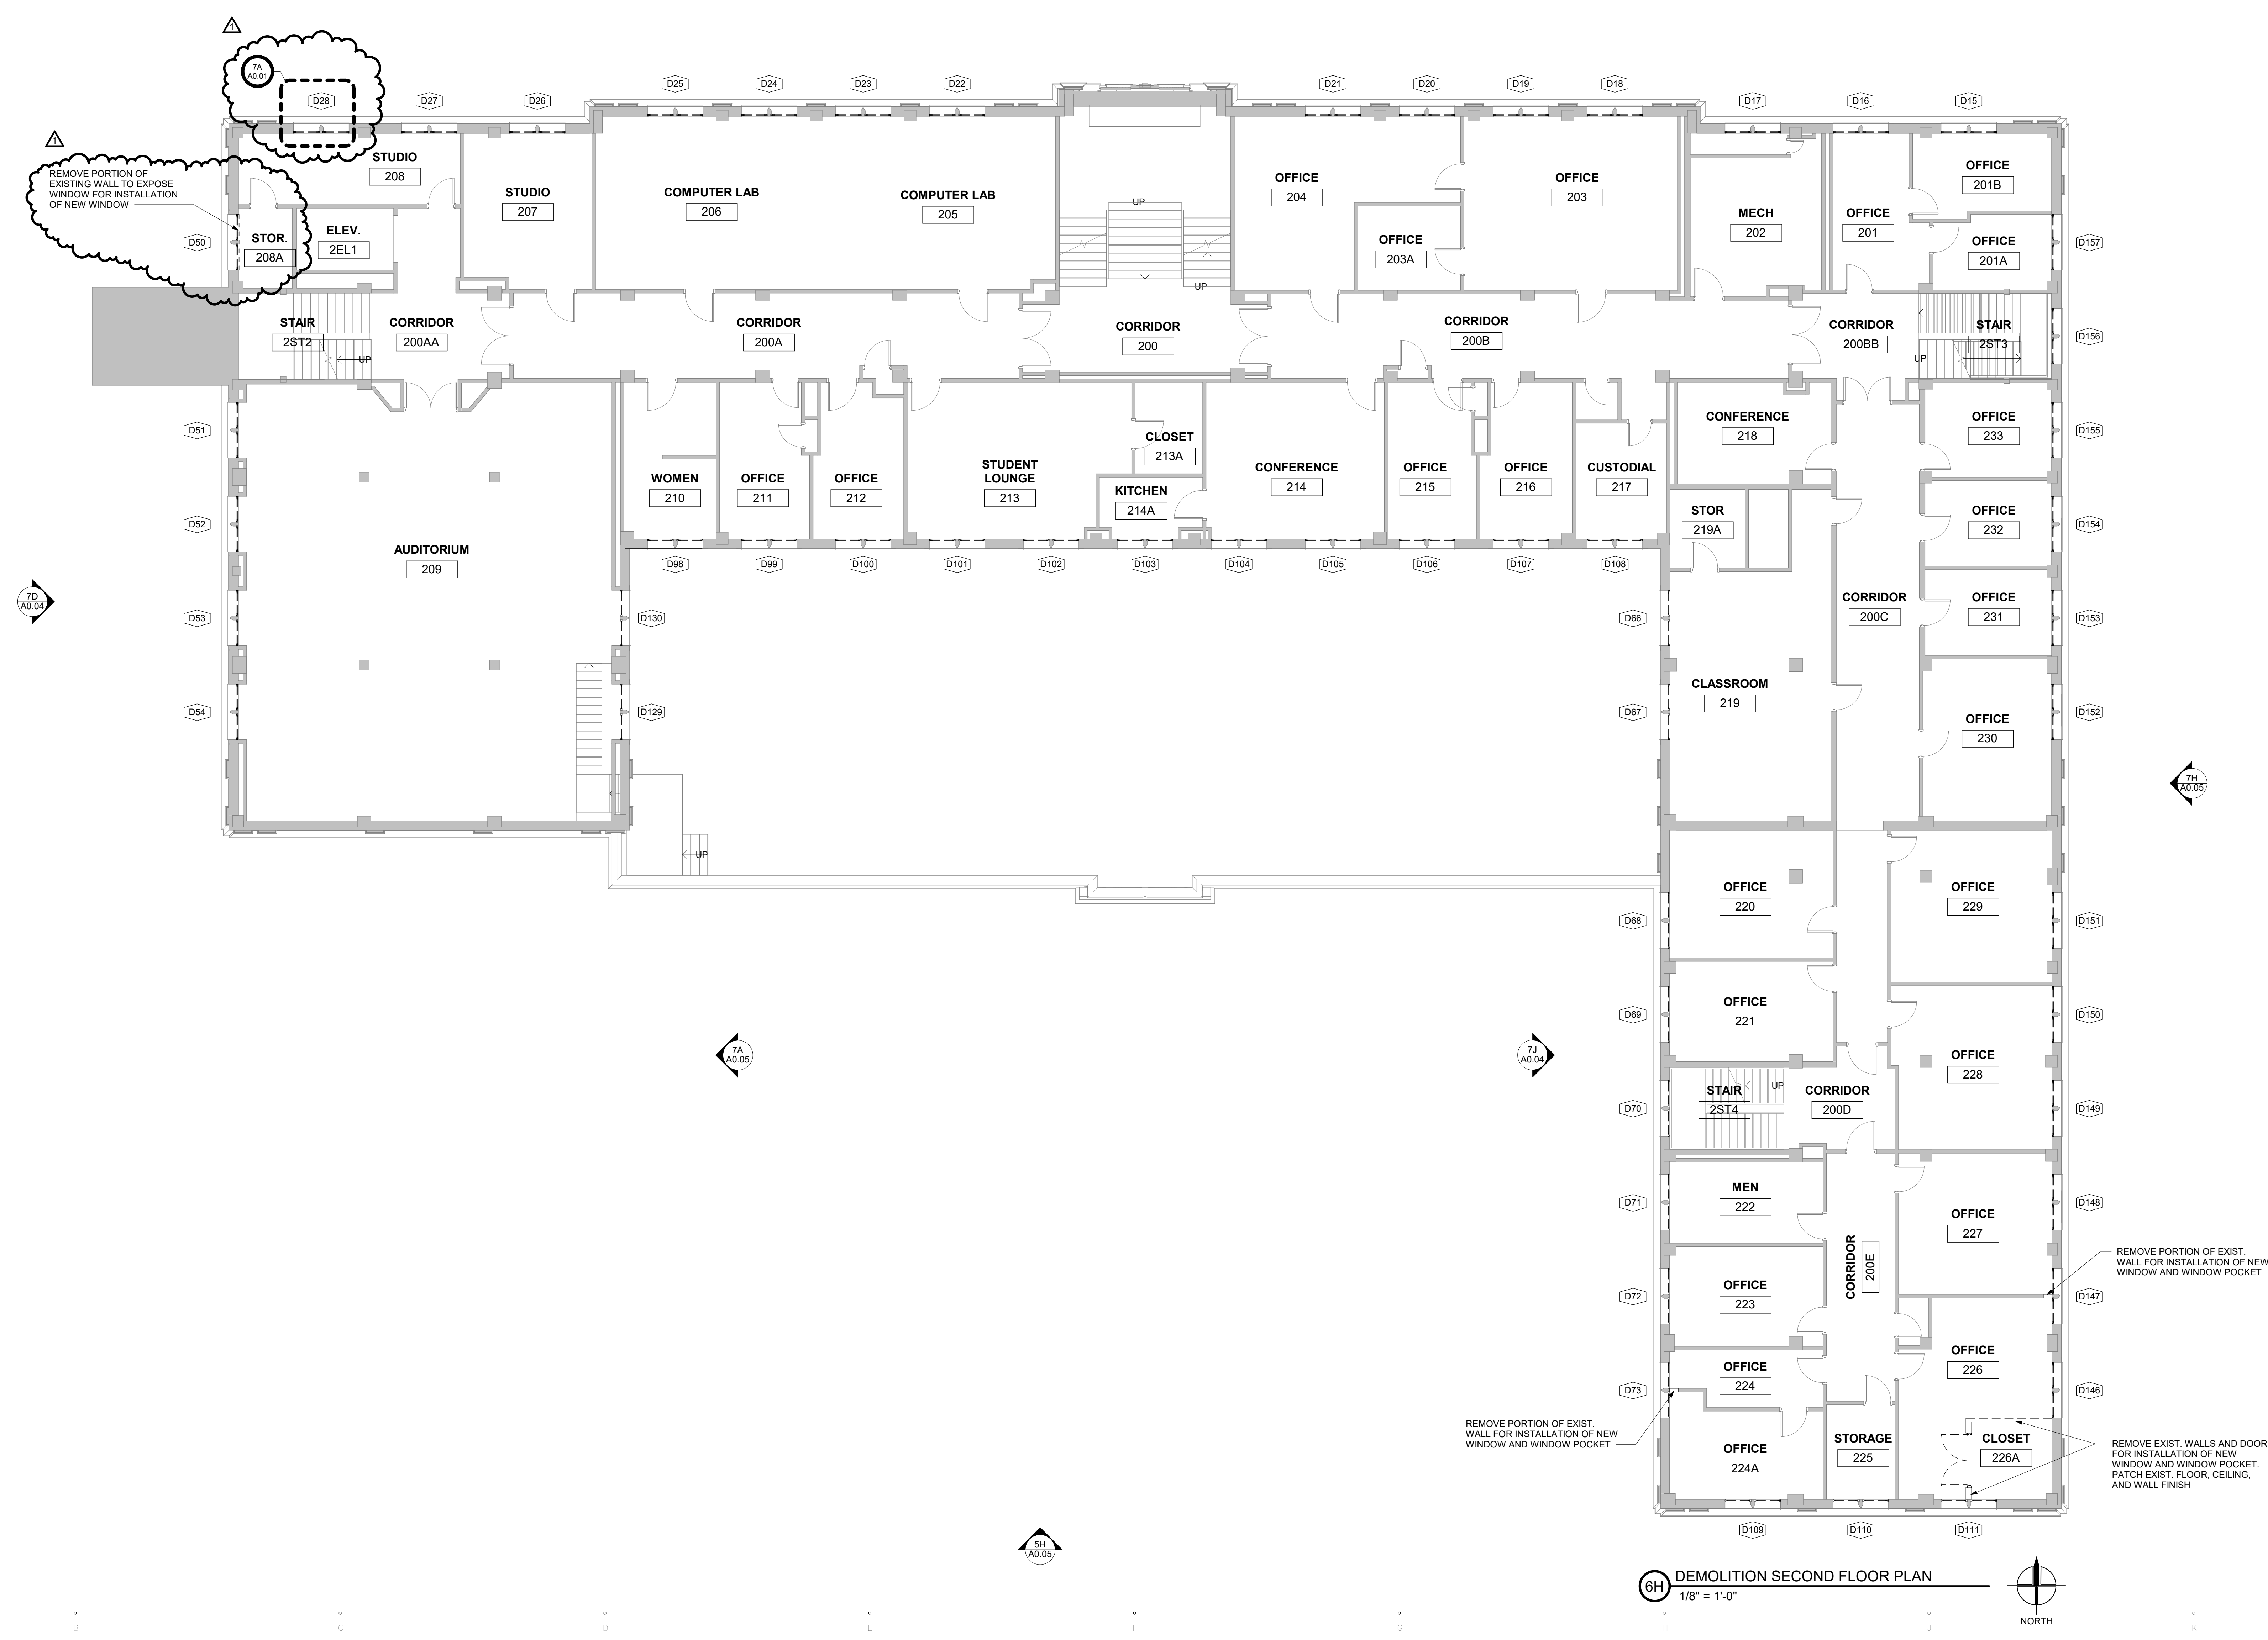 1
7A
A0.01
D28
D27
D26
D25
D24
D23
D22
D21
D20
D19
D18
D17
D16
D15
1
REMOVE PORTION OF
EXISTING WALL TO EXPOSE
WINDOW FOR INSTALLATION
OF NEW WINDOW
STUDIO
208
STUDIO
207
COMPUTER LAB
206
COMPUTER LAB
205
UP
UP
OFFICE
204
OFFICE
203A
OFFICE
203
MECH
202
OFFICE
201
OFFICE
201B
OFFICE
201A
D157
D50
STOR.
208A
ELEV.
2EL1
STAIR
2ST2
UP
CORRIDOR
200AA
CORRIDOR
200A
CORRIDOR
200
CORRIDOR
200B
CORRIDOR
200BB
UP
STAIR
2ST3
D156
D51
D52
D53
D54
AUDITORIUM
209
WOMEN
210
OFFICE
211
OFFICE
212
STUDENT
LOUNGE
213
CLOSET
213A
KITCHEN
214A
CONFERENCE
214
OFFICE
215
OFFICE
216
CUSTODIAL
217
CONFERENCE
218
OFFICE
233
D155
STOR
219A
OFFICE
232
D154
D98
D99
D100
D101
D102
D103
D104
D105
D106
D107
D108
7D
A0.04
D130
D129
UP
D66
D67
CLASSROOM
219
CORRIDOR
200C
OFFICE
231
D153
OFFICE
230
D152
7H
A0.05
D68
OFFICE
220
OFFICE
229
D151
D69
OFFICE
221
OFFICE
228
D150
7A
A0.05
7J
A0.04
D70
STAIR
2ST4
UP
CORRIDOR
200D
D149
D71
MEN
222
OFFICE
227
D148
CORRIDOR
200E
REMOVE PORTION OF EXIST.
WALL FOR INSTALLATION OF NEW
WINDOW AND WINDOW POCKET
D72
OFFICE
223
D147
D73
OFFICE
224
OFFICE
226
D146
REMOVE PORTION OF EXIST.
WALL FOR INSTALLATION OF NEW
WINDOW AND WINDOW POCKET
OFFICE
224A
STORAGE
225
CLOSET
226A
REMOVE EXIST. WALLS AND DOOR
FOR INSTALLATION OF NEW
WINDOW AND WINDOW POCKET.
PATCH EXIST. FLOOR, CEILING,
AND WALL FINISH
D109
D110
D111
5H
A0.05
6H
DEMOLITION SECOND FLOOR PLAN
1/8" = 1'-0"
NORTH
B
C
D
E
F
G
H
J
K